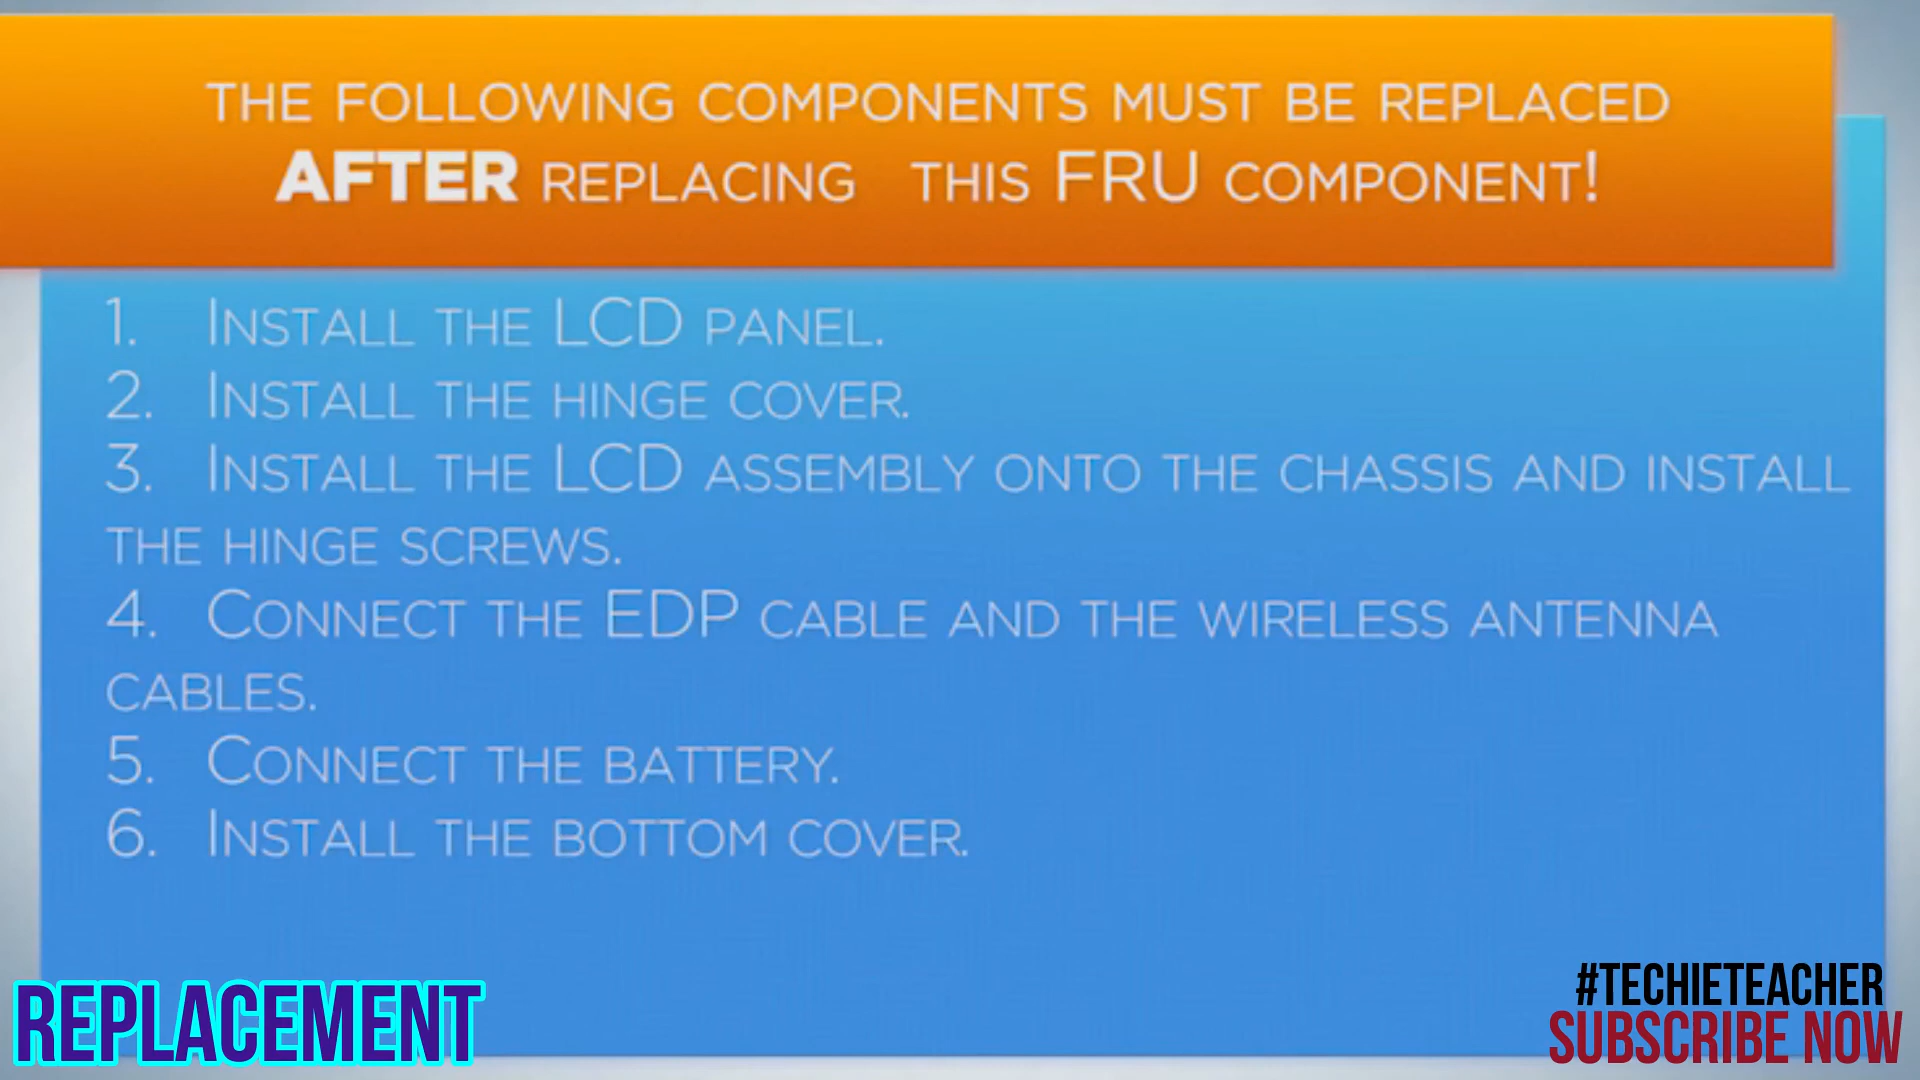 THE FOLLOWING COMPONENTS MUST BE REPLACED
AFTER REPLACING THIS FRU COMPONENT!
1. INSTALL THE LCD PANEL.
2. INSTALL THE HINGE COVER.
3. INSTALL THE LCD ASSEMBLY ONTO THE CHASSIS AND INSTALL
THE HINGE SCREWS.
4. CONNECT THE EDP CABLE AND THE WIRELESS ANTENNA
CABLES.
5. CONNECT THE BATTERY.
6. INSTALL THE BOTTOM COVER.
REPLACEMENT
#TECHIETEACHER
SUBSCRIBE NOW